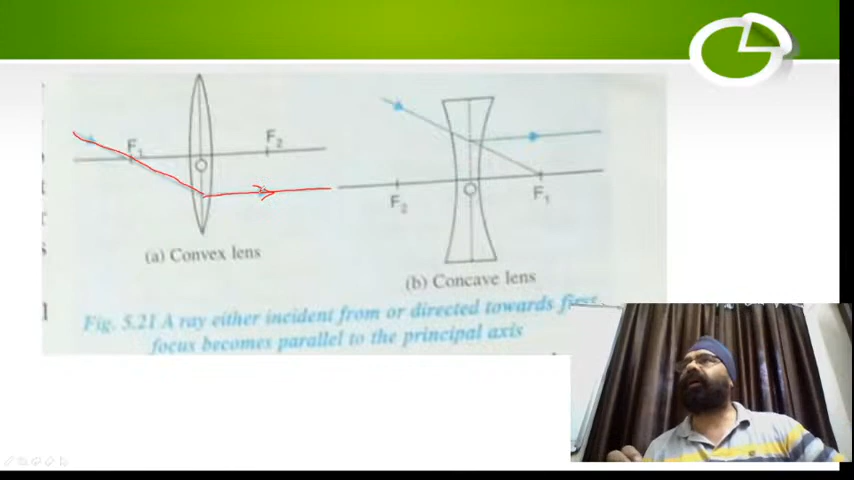 F₁
F₂
O
(a) Convex lens
F₂
O
F₁
(b) Concave lens
Fig. 5.21 A ray either incident from or directed towards first
focus becomes parallel to the principal axis